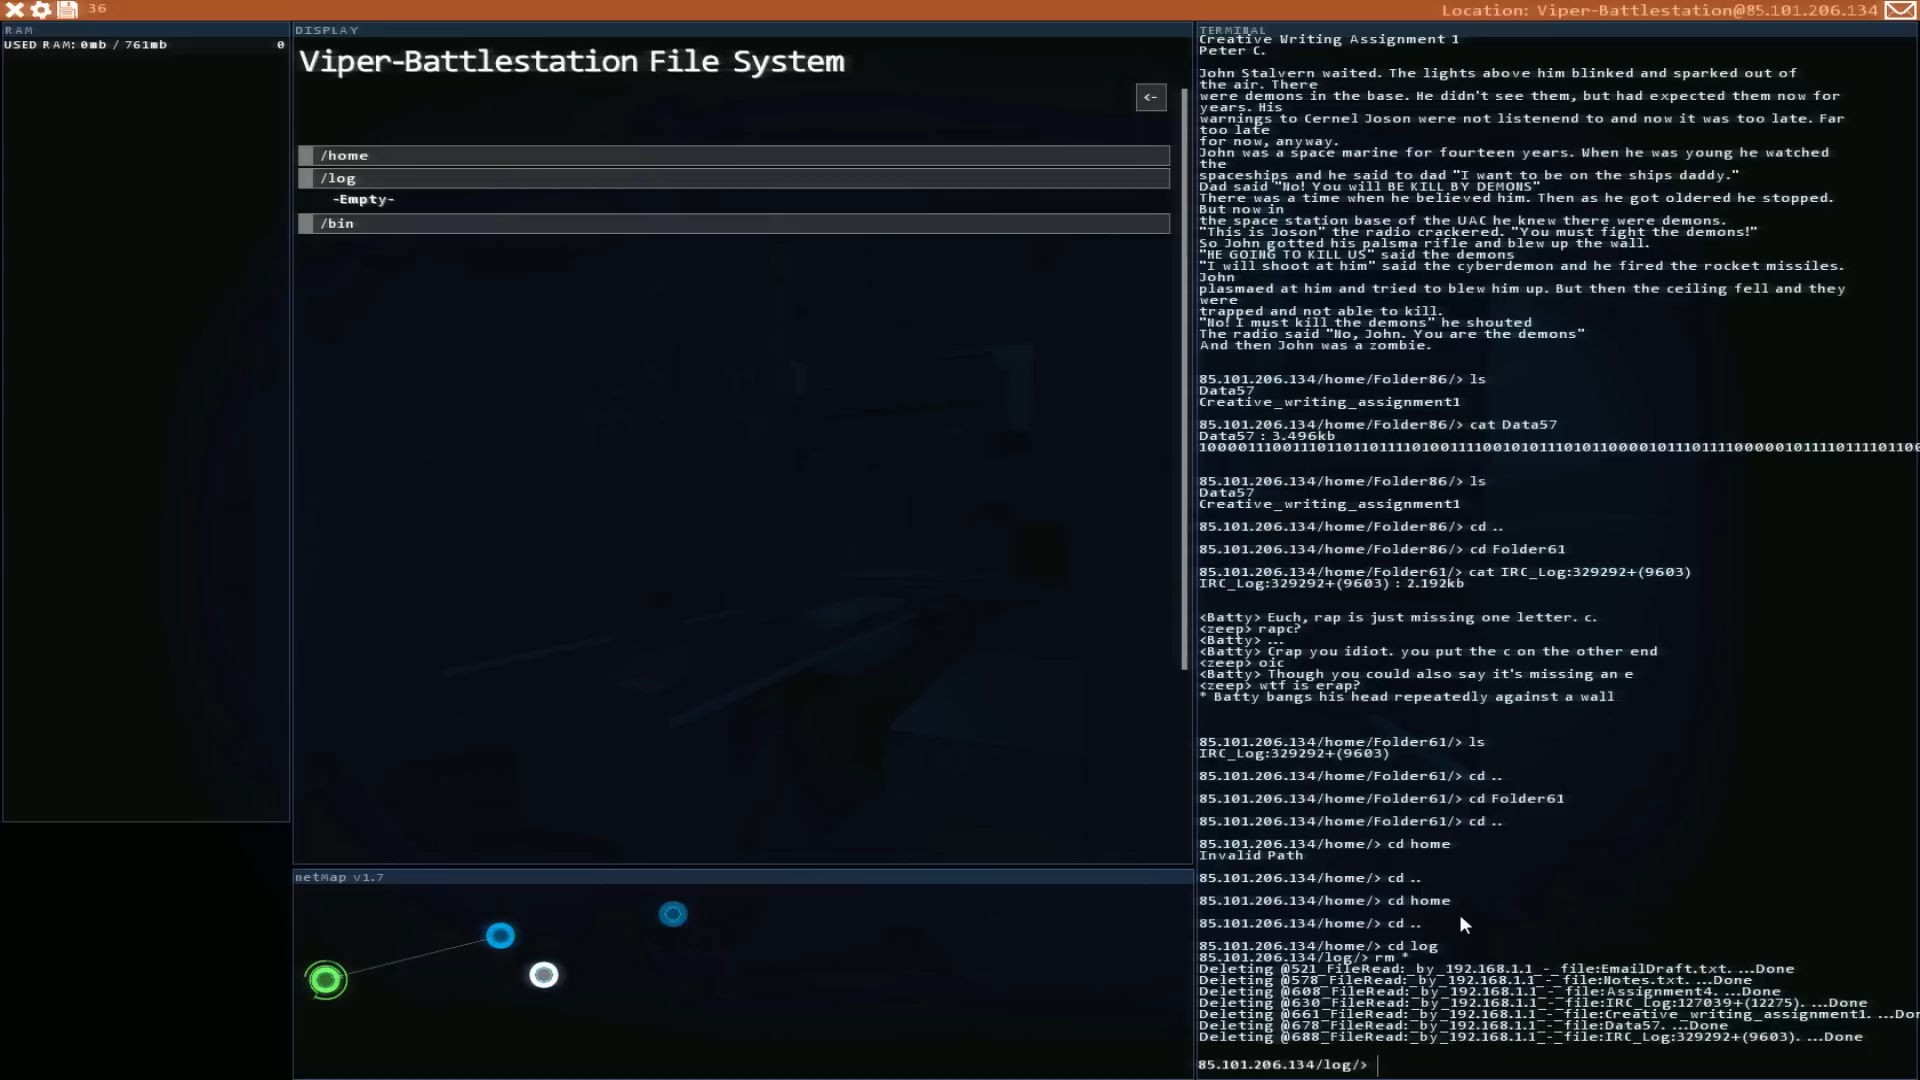 36
Location: Viper-Battlestation@85.101.206.134
RAM
USED RAM: 0mb / 761mb
0
DISPLAY
Viper-Battlestation File System
<-
/home
/log
-Empty-
/bin
netMap v1.7
TERMINAL
Creative Writing Assignment 1
Peter C.
John Stalvern waited. The lights above him blinked and sparked out of
the air. There
were demons in the base. He didn't see them, but had expected them now for
years. His
warnings to Cernel Joson were not listenend to and now it was too late. Far
too late
for now, anyway.
John was a space marine for fourteen years. When he was young he watched
the
spaceships and he said to dad "I want to be on the ships daddy."
Dad said "No! You will BE KILL BY DEMONS"
There was a time when he believed him. Then as he got oldered he stopped.
But now in
the space station base of the UAC he knew there were demons.
"This is Joson" the radio crackered. "You must fight the demons!"
So John gotted his palsma rifle and blew up the wall.
"HE GOING TO KILL US" said the demons
"I will shoot at him" said the cyberdemon and he fired the rocket missiles.
John
plasmaed at him and tried to blew him up. But then the ceiling fell and they
were
trapped and not able to kill.
"No! I must kill the demons" he shouted
The radio said "No, John. You are the demons"
And then John was a zombie.
85.101.206.134/home/Folder86/> ls
Data57
Creative_writing_assignment1
85.101.206.134/home/Folder86/> cat Data57
Data57 : 3.496kb
85.101.206.134/home/Folder86/> ls
Data57
Creative_writing_assignment1
85.101.206.134/home/Folder86/> cd ..
85.101.206.134/home/Folder86/> cd Folder61
85.101.206.134/home/Folder61/> cat IRC_Log:329292+(9603)
IRC_Log:329292+(9603) : 2.192kb
<Batty> Euch, rap is just missing one letter. c.
<zeep> rapc?
<Batty> ...
<Batty> Crap you idiot. you put the c on the other end
<zeep> oic
<Batty> Though you could also say it's missing an e
<zeep> wtf is erap?
* Batty bangs his head repeatedly against a wall
85.101.206.134/home/Folder61/> ls
IRC_Log:329292+(9603)
85.101.206.134/home/Folder61/> cd ..
85.101.206.134/home/Folder61/> cd Folder61
85.101.206.134/home/Folder61/> cd ..
85.101.206.134/home/> cd home
Invalid Path
85.101.206.134/home/> cd ..
85.101.206.134/home/> cd home
85.101.206.134/home/> cd ..
85.101.206.134/home/> cd log
85.101.206.134/log/> rm *
Deleting @521_FileRead:_by_192.168.1.1_-_file:EmailDraft.txt. ...Done
Deleting @578_FileRead:_by_192.168.1.1_-_file:Notes.txt. ...Done
Deleting @608_FileRead:_by_192.168.1.1_-_file:Assignment4. ...Done
Deleting @630_FileRead:_by_192.168.1.1_-_file:IRC_Log:127039+(12275). ...Done
Deleting @661_FileRead:_by_192.168.1.1_-_file:Creative_writing_assignment1. ...Don
Deleting @678_FileRead:_by_192.168.1.1_-_file:Data57. ...Done
Deleting @688_FileRead:_by_192.168.1.1_-_file:IRC_Log:329292+(9603). ...Done
85.101.206.134/log/>